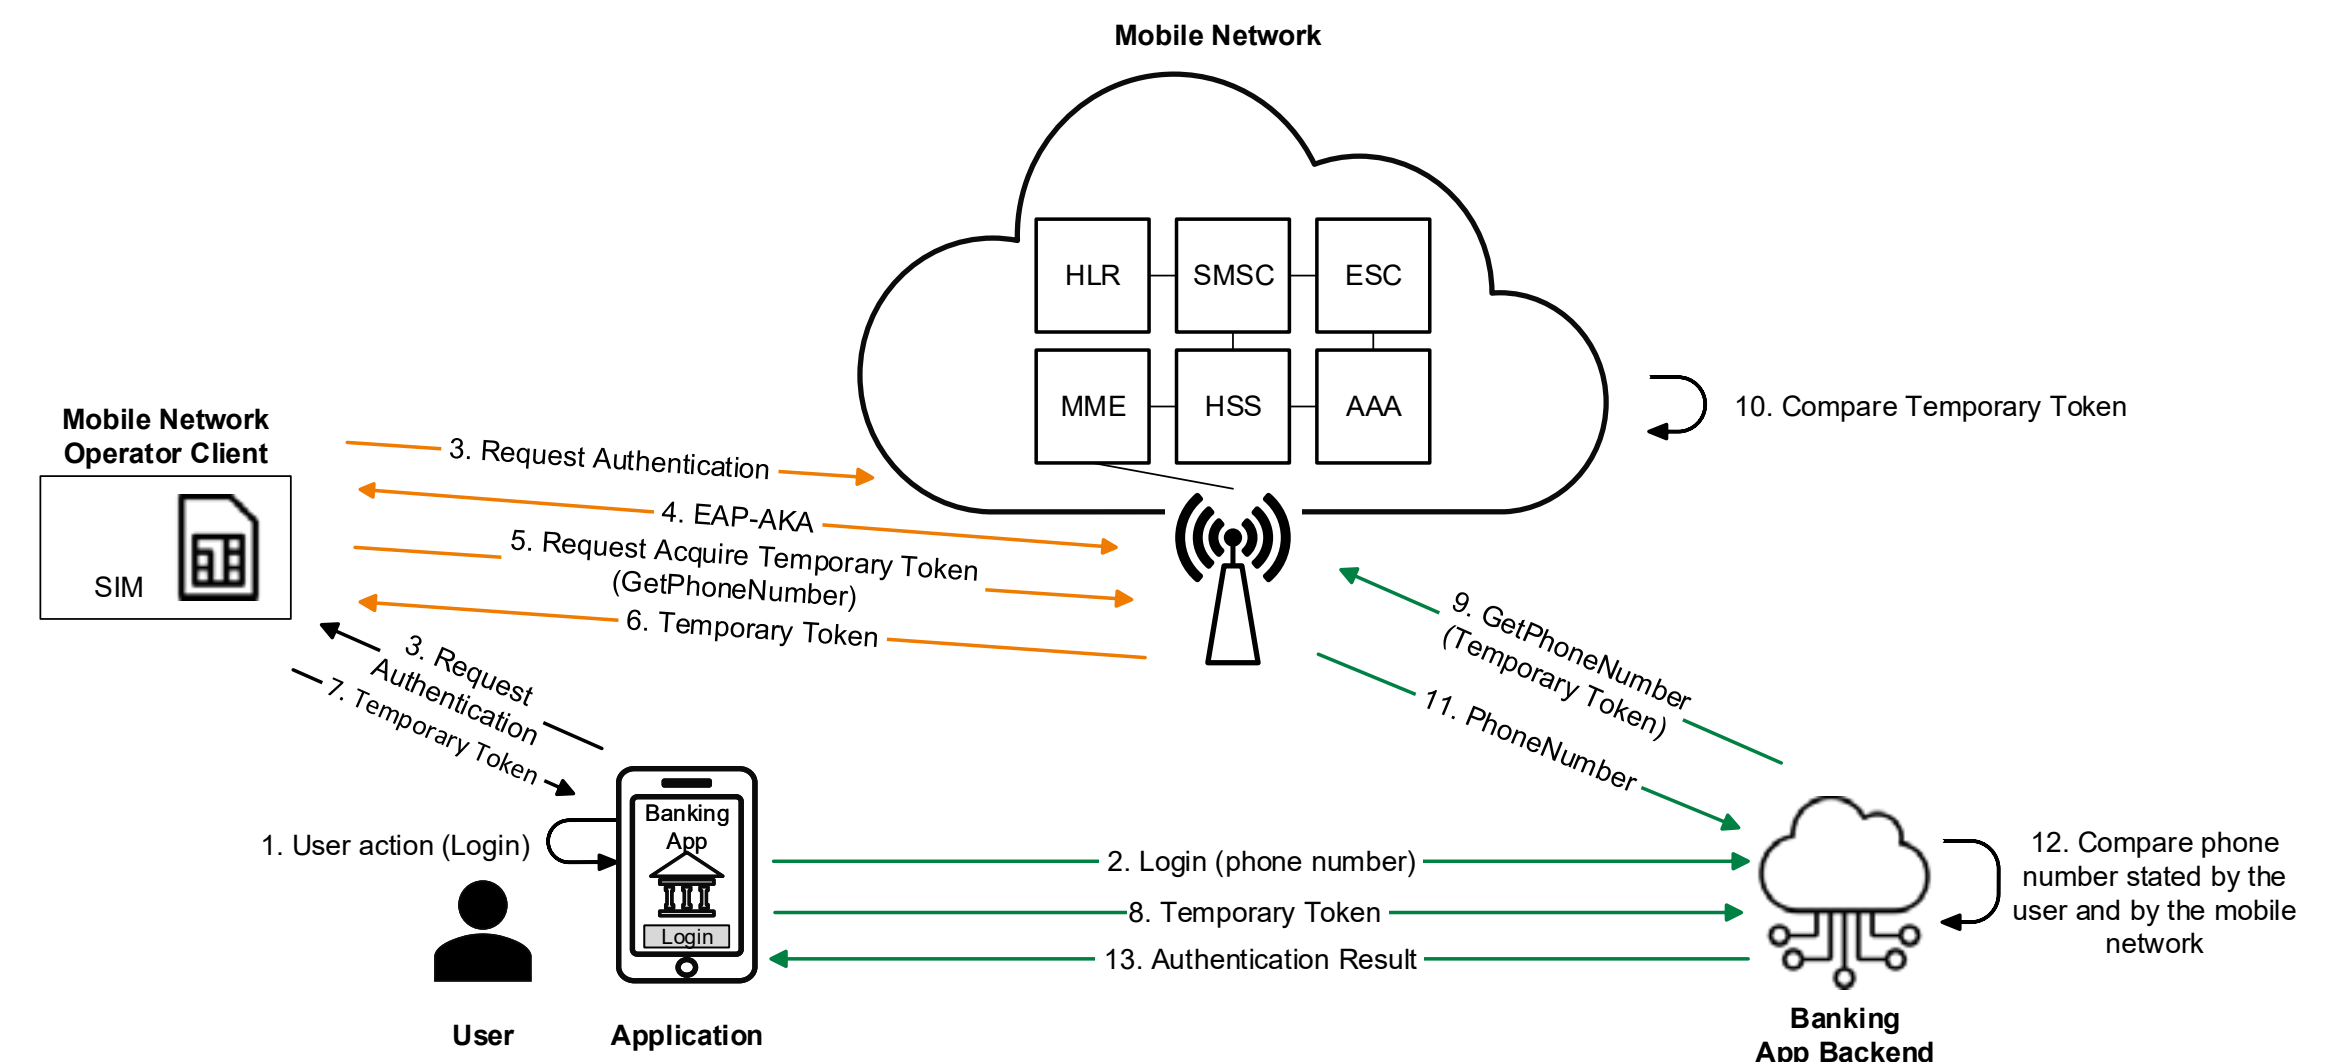 Mobile Network
HLR
SMSC
ESC
MME
HSS
AAA
10. Compare Temporary Token
Mobile Network
Operator Client
SIM
3. Request Authentication
4. EAP-AKA
5. Request Acquire Temporary Token
(GetPhoneNumber)
6. Temporary Token
3. Request
Authentication
7. Temporary Token
9. GetPhoneNumber
(Temporary Token)
11. PhoneNumber
1. User action (Login)
Banking
App
Login
2. Login (phone number)
8. Temporary Token
13. Authentication Result
12. Compare phone
number stated by the
user and by the mobile
network
User
Application
Banking
App Backend